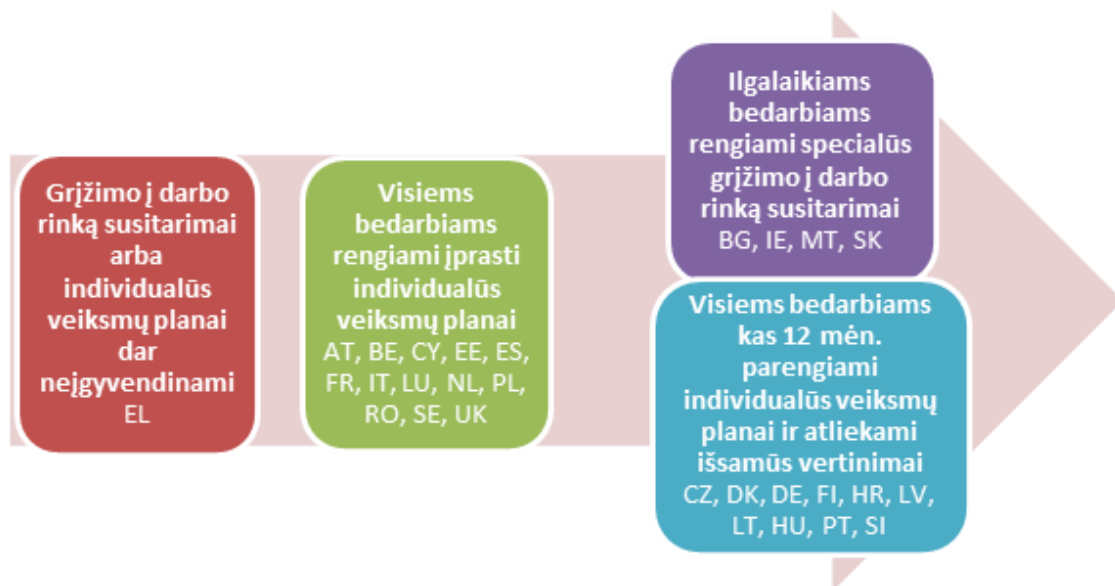 Grįžimo į darbo
rinką susitarimai
arba
individualūs
veiksmų planai
dar
neįgyvendinami
EL
Visiems
bedarbiams
rengiami įprasti
individualūs
veiksmų planai
AT, BE, CY, EE, ES,
FR, IT, LU, NL, PL,
RO, SE, UK
Ilgalaikiams
bedarbiams
rengiami specialūs
grįžimo į darbo
rinką susitarimai
BG, IE, MT, SK
Visiems bedarbiams
kas 12 mėn.
parengiami
individualūs veiksmų
planai ir atliekami
išsamūs vertinimai
CZ, DK, DE, FI, HR, LV,
LT, HU, PT, SI